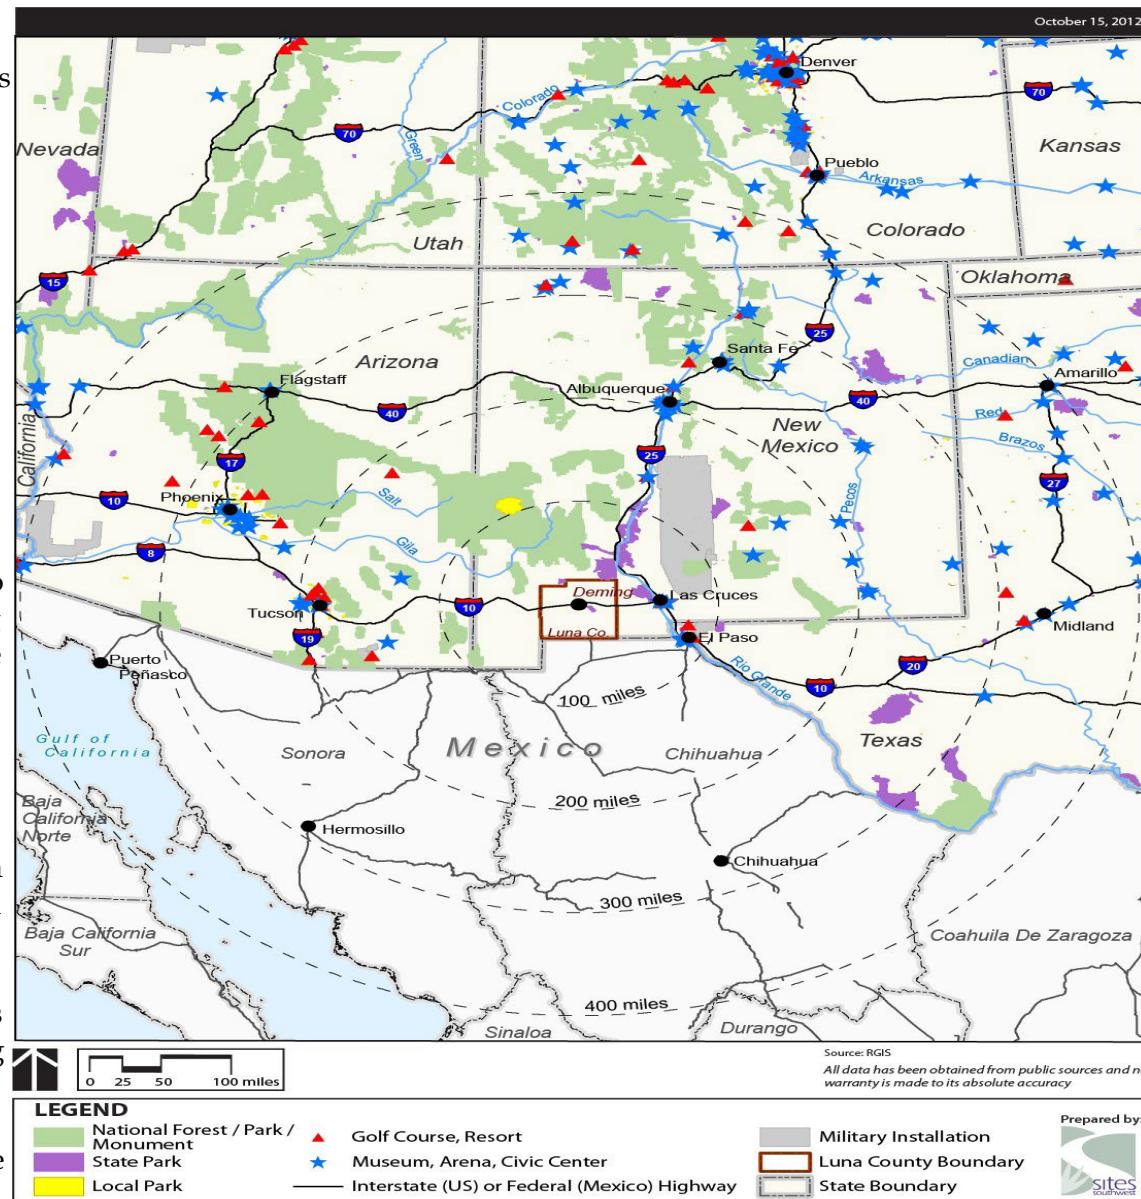 October 15, 2012
s
Denver
Colorado
70
Green
70
Nevada
Kansas
Pueblo
Arkansas
Utah
Colorado
15
Oklahoma
25
Arizona
Santa Fe
Canadian
Flagstaff
Amarillo
Albuquerque
40
40
Red
California
New
Mexico
Brazos
17
25
27
Phoenix
10
Salt
Pecos
Gila
8
Deming
Las Cruces
Tucson
10
Luna Co.
Midland
19
El Paso
Puerto
Peñasco
Rio Grande
20
10
100 miles
Gulf of
California
Sonora
Mexico
Chihuahua
Texas
Baja
California
Norte
200 miles
Hermosillo
Chihuahua
300 miles
Baja California
Sur
Coahuila De Zaragoza
400 miles
Sinaloa
Durango
s
g
0 25 50 100 miles
Source: RGIS
All data has been obtained from public sources and
warranty is made to its absolute accuracy
LEGEND
Prepared by:
National Forest / Park /
Monument
Golf Course, Resort
Military Installation
State Park
Museum, Arena, Civic Center
Luna County Boundary
Local Park
Interstate (US) or Federal (Mexico) Highway
State Boundary
sites
southwest
e